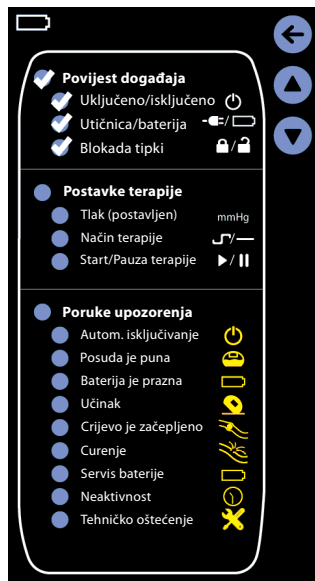 Povijest događaja
Uključeno/isključeno
Utičnica/baterija /
Blokada tipki /
Postavke terapije
Tlak (postavljen) mmHg
Način terapije /
Start/Pauza terapije /
Poruke upozorenja
Autom. isključivanje
Posuda je puna
Baterija je prazna
Učinak
Crijevo je začepljeno
Curenje
Servis baterije
Neaktivnost
Tehničko oštećenje